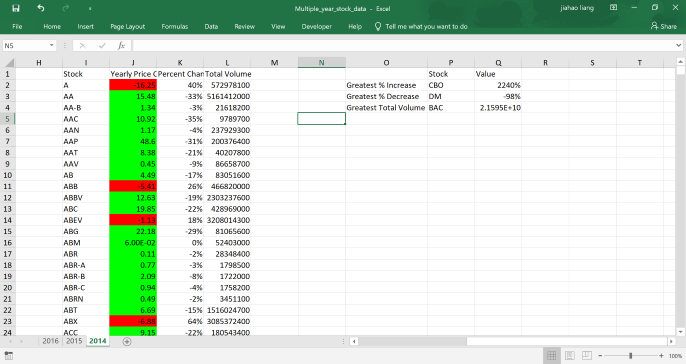 Multiple_year_stock_data - Excel
jiahao liang
File Home Insert Page Layout Formulas Data Review View Developer Help Tell me what you want to do Share
N5 fx
H I J K L M N O P Q R S T
1 Stock Yearly Price C Percent Chan Total Volume Stock Value
2 A -16.25 40% 572978100 Greatest % Increase CBO 2240%
3 AA 15.48 -33% 5161412000 Greatest % Decrease DM -98%
4 AA-B 1.34 -3% 21618200 Greatest Total Volume BAC 2.1595E+10
5 AAC 10.92 -35% 9789700
6 AAN 1.17 -4% 237929300
7 AAP 48.6 -31% 200376400
8 AAT 8.38 -21% 40207800
9 AAV 0.45 -9% 86658700
10 AB 4.49 -17% 83051600
11 ABB -5.41 26% 466820000
12 ABBV 12.63 -19% 2303237600
13 ABC 19.85 -22% 428969000
14 ABEV -1.13 18% 3208014300
15 ABG 22.18 -29% 81065600
16 ABM 6.00E-02 0% 52403000
17 ABR 0.11 -2% 28348400
18 ABR-A 0.77 -3% 1798500
19 ABR-B 2.09 -8% 1722000
20 ABR-C 0.94 -4% 1758200
21 ABRN 0.49 -2% 3451100
22 ABT 6.69 -15% 1516024700
23 ABX 64% 3085372400
24 ACC 9.15 -22% 180543400
2016 2015 2014
100%